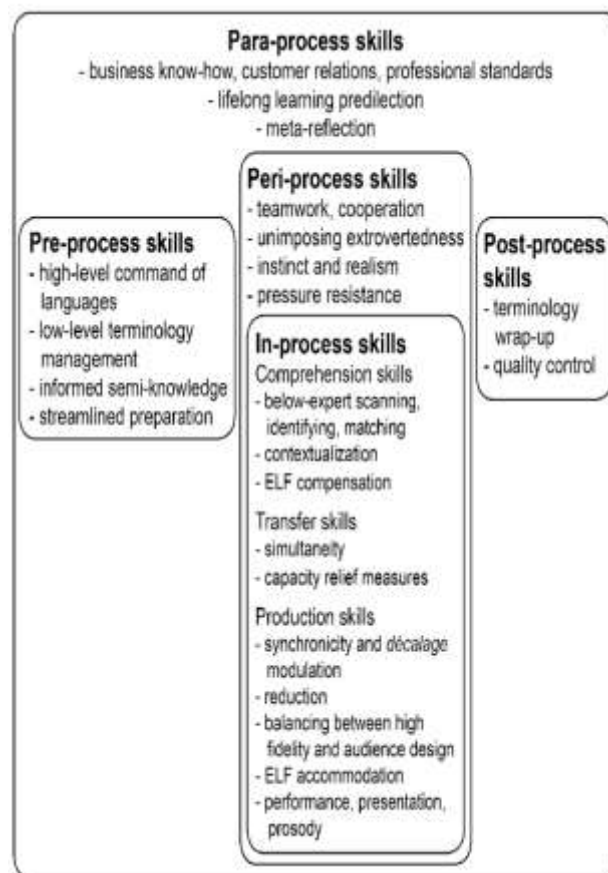 Para-process skills
- business know-how, customer relations, professional standards
- lifelong learning predilection
- meta-reflection
Pre-process skills
- high-level command of
languages
- low-level terminology
management
- informed semi-knowledge
- streamlined preparation
Peri-process skills
- teamwork, cooperation
- unimposing extrovertedness
- instinct and realism
- pressure resistance
In-process skills
Comprehension skills
- below-expert scanning,
identifying, matching
- contextualization
- ELF compensation
Transfer skills
- simultaneity
- capacity relief measures
Production skills
- synchronicity and décalage
modulation
- reduction
- balancing between high
fidelity and audience design
- ELF accommodation
- performance, presentation,
prosody
Post-process
skills
- terminology
wrap-up
- quality control